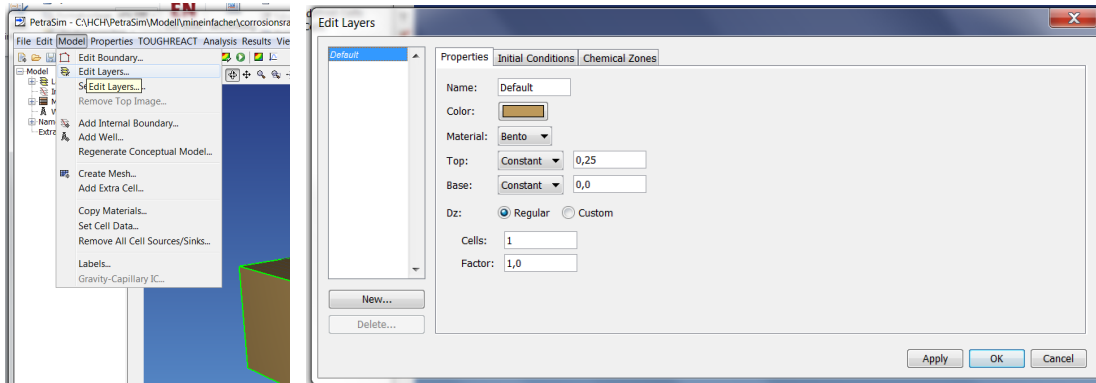 EN
PetraSim - C:\HCH\PetraSim\Modell\mineinfacher\corrosionsra
File Edit Model Properties TOUGHREACT Analysis Results Vie
Model
Nam
Extra
Edit Boundary...
Edit Layers...
Edit Layers...
Remove Top Image...
Add Internal Boundary...
Add Well...
Regenerate Conceptual Model...
Create Mesh...
Add Extra Cell...
Copy Materials...
Set Cell Data...
Remove All Cell Sources/Sinks...
Labels...
Gravity-Capillary IC...
Edit Layers
Default
New...
Delete...
Properties Initial Conditions Chemical Zones
Name: Default
Color:
Material: Bento
Top: Constant 0,25
Base: Constant 0,0
Dz: Regular Custom
Cells: 1
Factor: 1,0
Apply OK Cancel